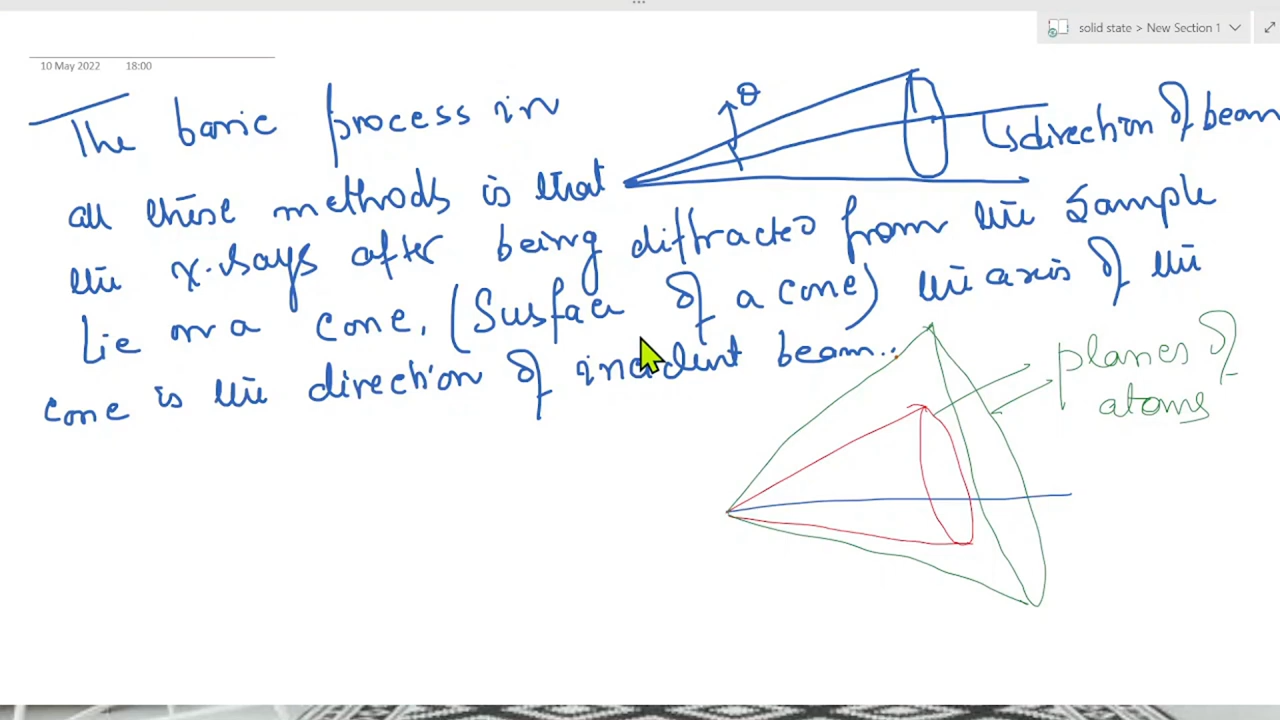 solid state > New Section 1
10 May 2022 18:00
The basic process in
θ
direction of beam
all these methods is that
the x-rays after being diffracted from the sample
lie on a cone. (Surface of a cone) the axis of the
cone is the direction of incident beam..
planes of
atoms